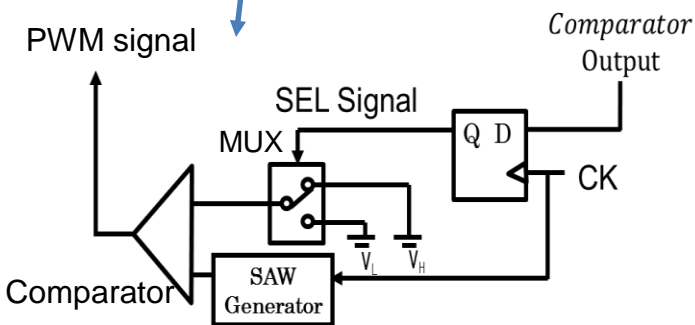 Comparator
Output
PWM signal
SEL Signal
MUX
Q D
CK
V_L V_H
SAW
Generator
Comparator